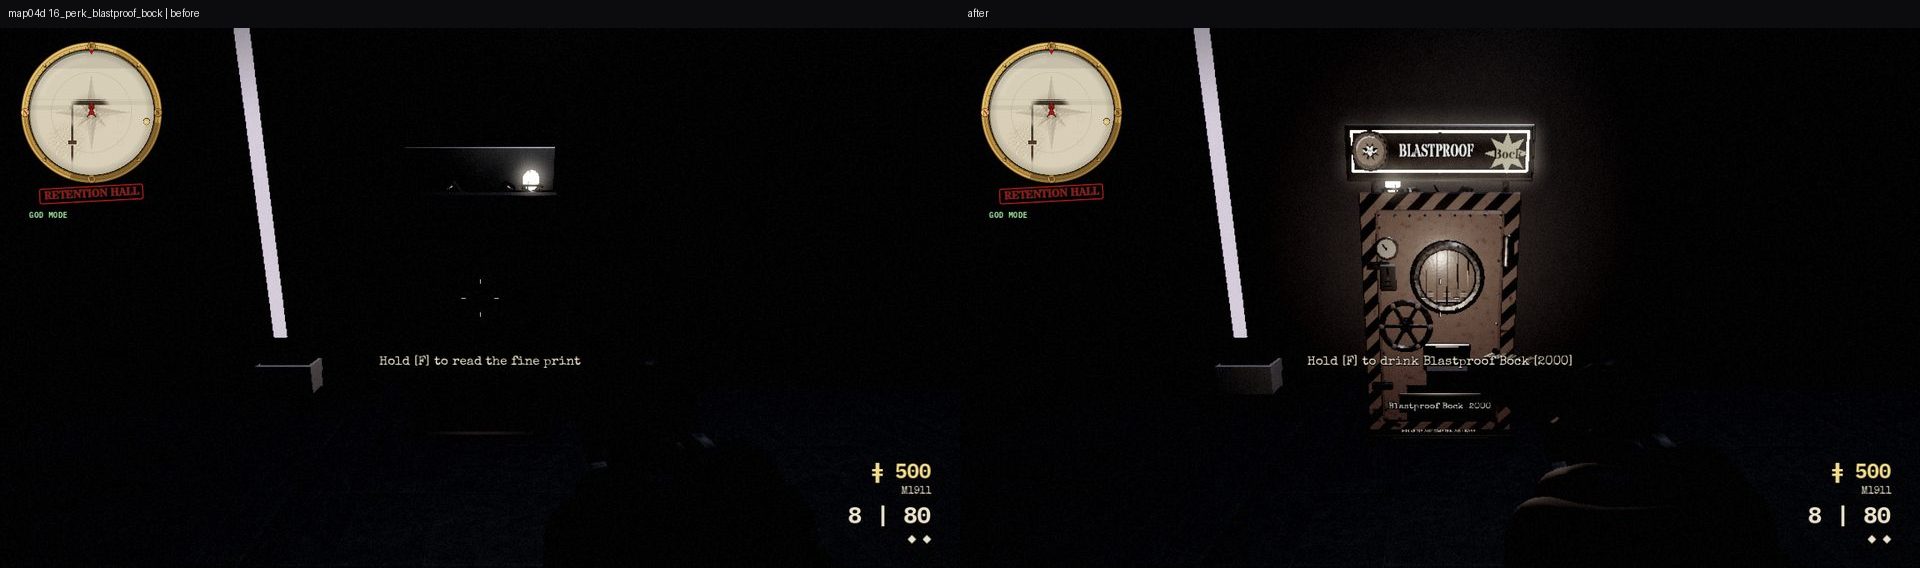 map04d 16_perk_blastproof_bock | before
after
RETENTION HALL
GOD MODE
Hold [F] to read the fine print
500
M1911
8 | 80
RETENTION HALL
GOD MODE
BLASTPROOF
Bock
Hold [F] to drink Blastproof Bock [2000]
Blastproof Bock 2000
500
M1911
8 | 80